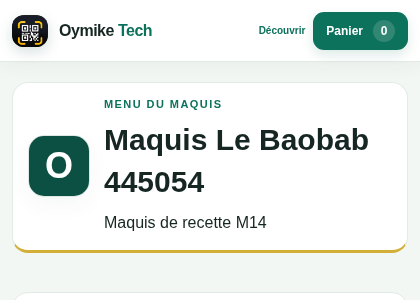 Oymike Tech
Découvrir
Panier 0
MENU DU MAQUIS
O
Maquis Le Baobab
445054
Maquis de recette M14